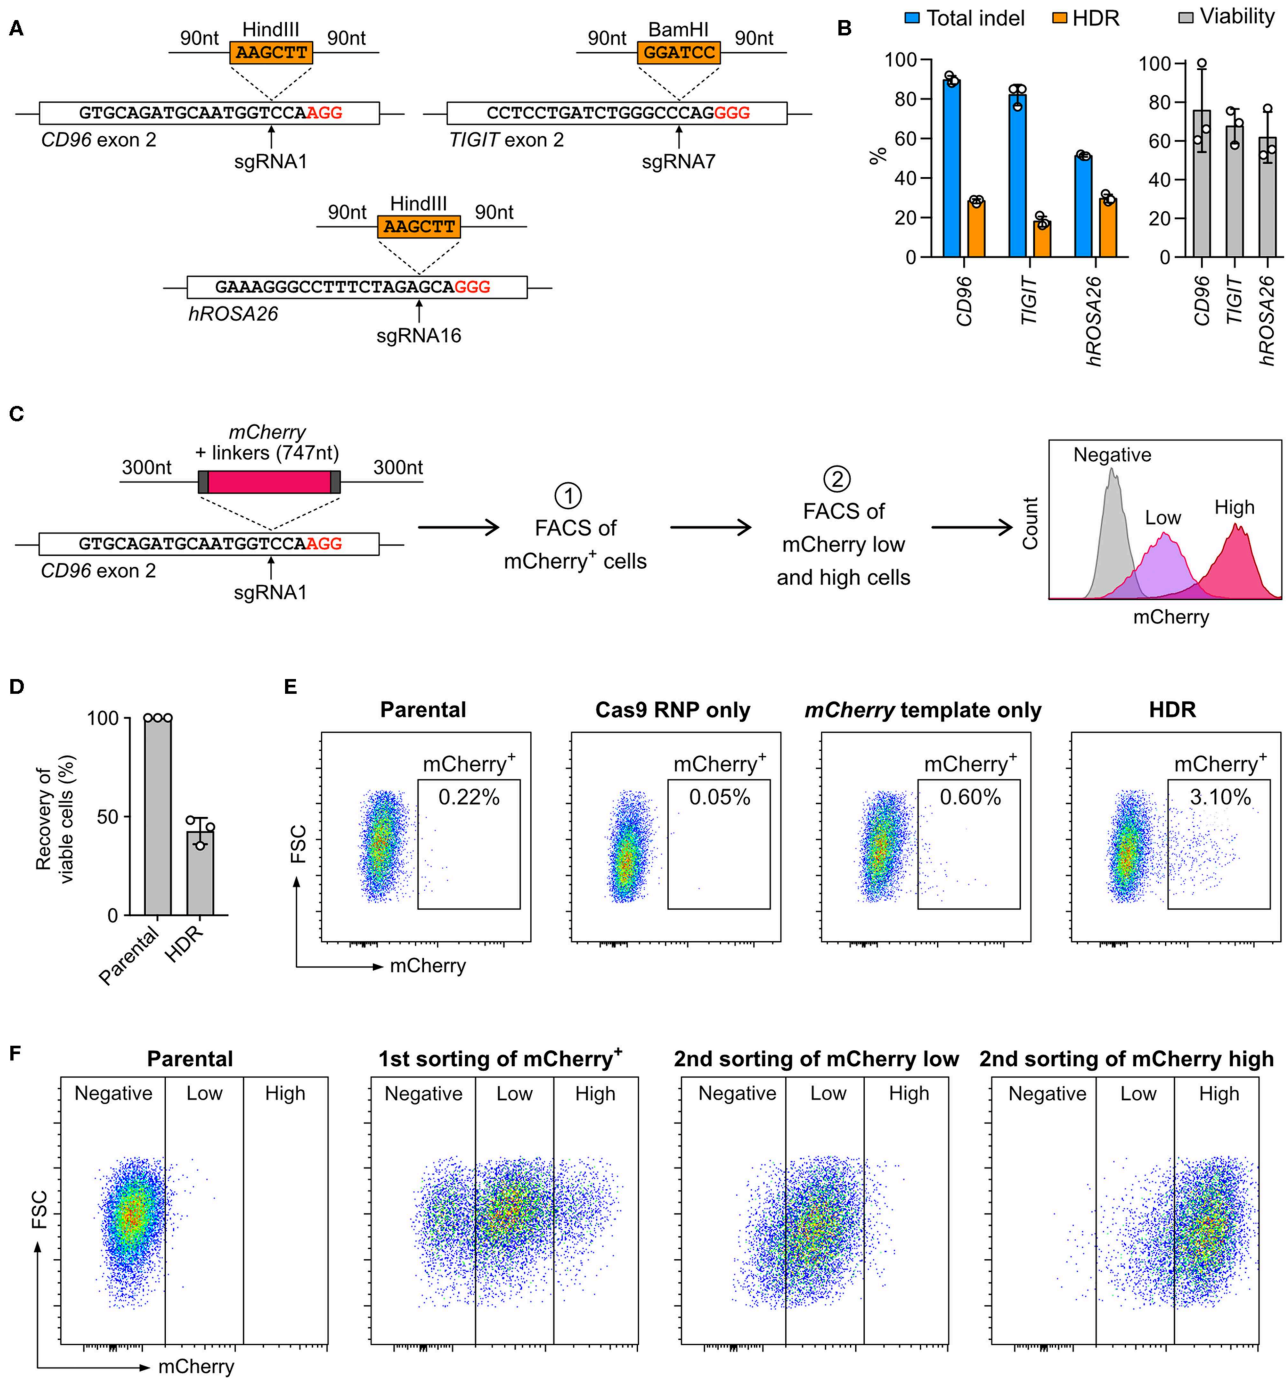 A
HindIII
90nt AAGCTT 90nt
GTGCAGATGCAATGGTCCAAGG
CD96 exon 2
sgRNA1
BamHI
90nt GGATCC 90nt
CCTCCTGATCTGGGCCCAGGGG
TIGIT exon 2
sgRNA7
HindIII
90nt AAGCTT 90nt
GAAAGGGCCTTTCTAGAGCAGGG
hROSA26
sgRNA16
B
Total indel HDR Viability
%
100
80
60
40
20
0
CD96
TIGIT
hROSA26
100
80
60
40
20
0
CD96
TIGIT
hROSA26
C
mCherry
+ linkers (747nt)
300nt 300nt
GTGCAGATGCAATGGTCCAAGG
CD96 exon 2
sgRNA1
1
FACS of
mCherry+ cells
2
FACS of
mCherry low
and high cells
Count
Negative
Low
High
mCherry
D
Recovery of
viable cells (%)
100
50
0
Parental
HDR
E
Parental
mCherry+
0.22%
Cas9 RNP only
mCherry+
0.05%
mCherry template only
mCherry+
0.60%
HDR
mCherry+
3.10%
FSC
mCherry
F
Parental
Negative Low High
1st sorting of mCherry+
Negative Low High
2nd sorting of mCherry low
Negative Low High
2nd sorting of mCherry high
Negative Low High
FSC
mCherry